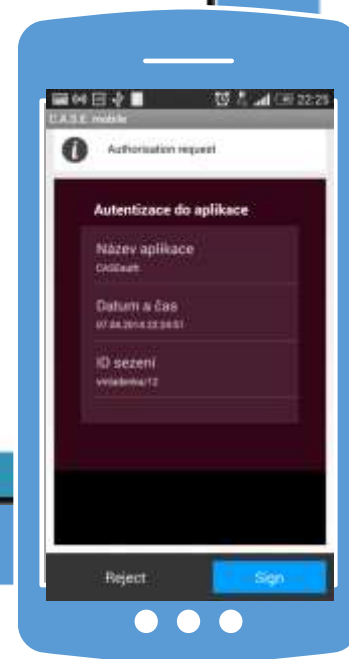 22:25
C.A.S.E. mobile
Authorisation request
Autentizace do aplikace
Název aplikace
CASEauth
Datum a čas
ID sezení
Reject
Sign